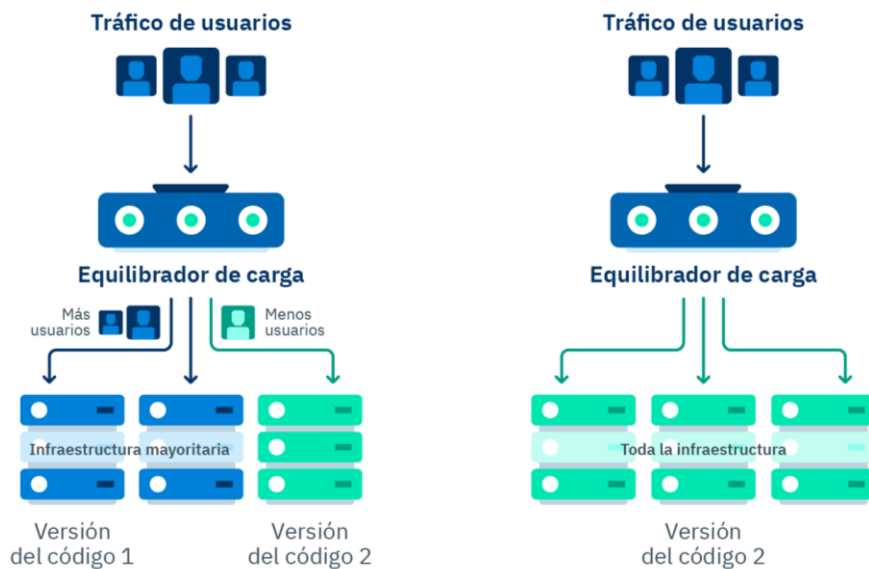 Tráfico de usuarios
Equilibrador de carga
Más
usuarios
Menos
usuarios
Infraestructura mayoritaria
Versión
del código 1
Versión
del código 2
Tráfico de usuarios
Equilibrador de carga
Toda la infraestructura
Versión
del código 2